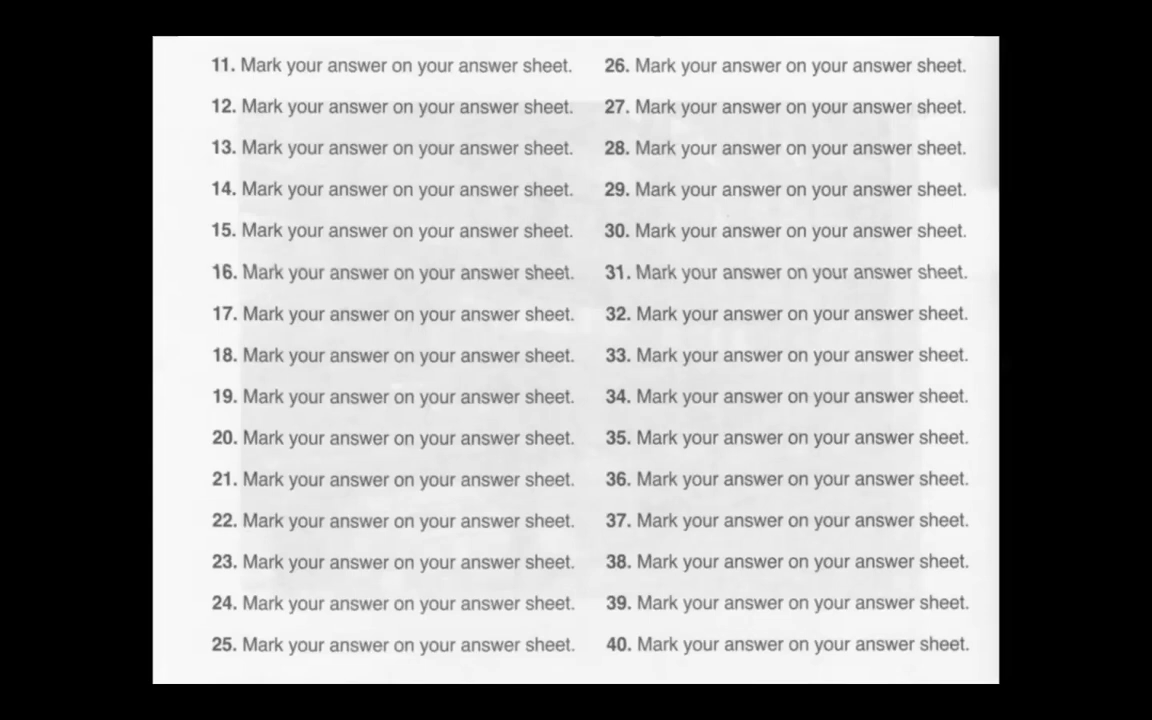 11. Mark your answer on your answer sheet.
12. Mark your answer on your answer sheet.
13. Mark your answer on your answer sheet.
14. Mark your answer on your answer sheet.
15. Mark your answer on your answer sheet.
16. Mark your answer on your answer sheet.
17. Mark your answer on your answer sheet.
18. Mark your answer on your answer sheet.
19. Mark your answer on your answer sheet.
20. Mark your answer on your answer sheet.
21. Mark your answer on your answer sheet.
22. Mark your answer on your answer sheet.
23. Mark your answer on your answer sheet.
24. Mark your answer on your answer sheet.
25. Mark your answer on your answer sheet.
26. Mark your answer on your answer sheet.
27. Mark your answer on your answer sheet.
28. Mark your answer on your answer sheet.
29. Mark your answer on your answer sheet.
30. Mark your answer on your answer sheet.
31. Mark your answer on your answer sheet.
32. Mark your answer on your answer sheet.
33. Mark your answer on your answer sheet.
34. Mark your answer on your answer sheet.
35. Mark your answer on your answer sheet.
36. Mark your answer on your answer sheet.
37. Mark your answer on your answer sheet.
38. Mark your answer on your answer sheet.
39. Mark your answer on your answer sheet.
40. Mark your answer on your answer sheet.